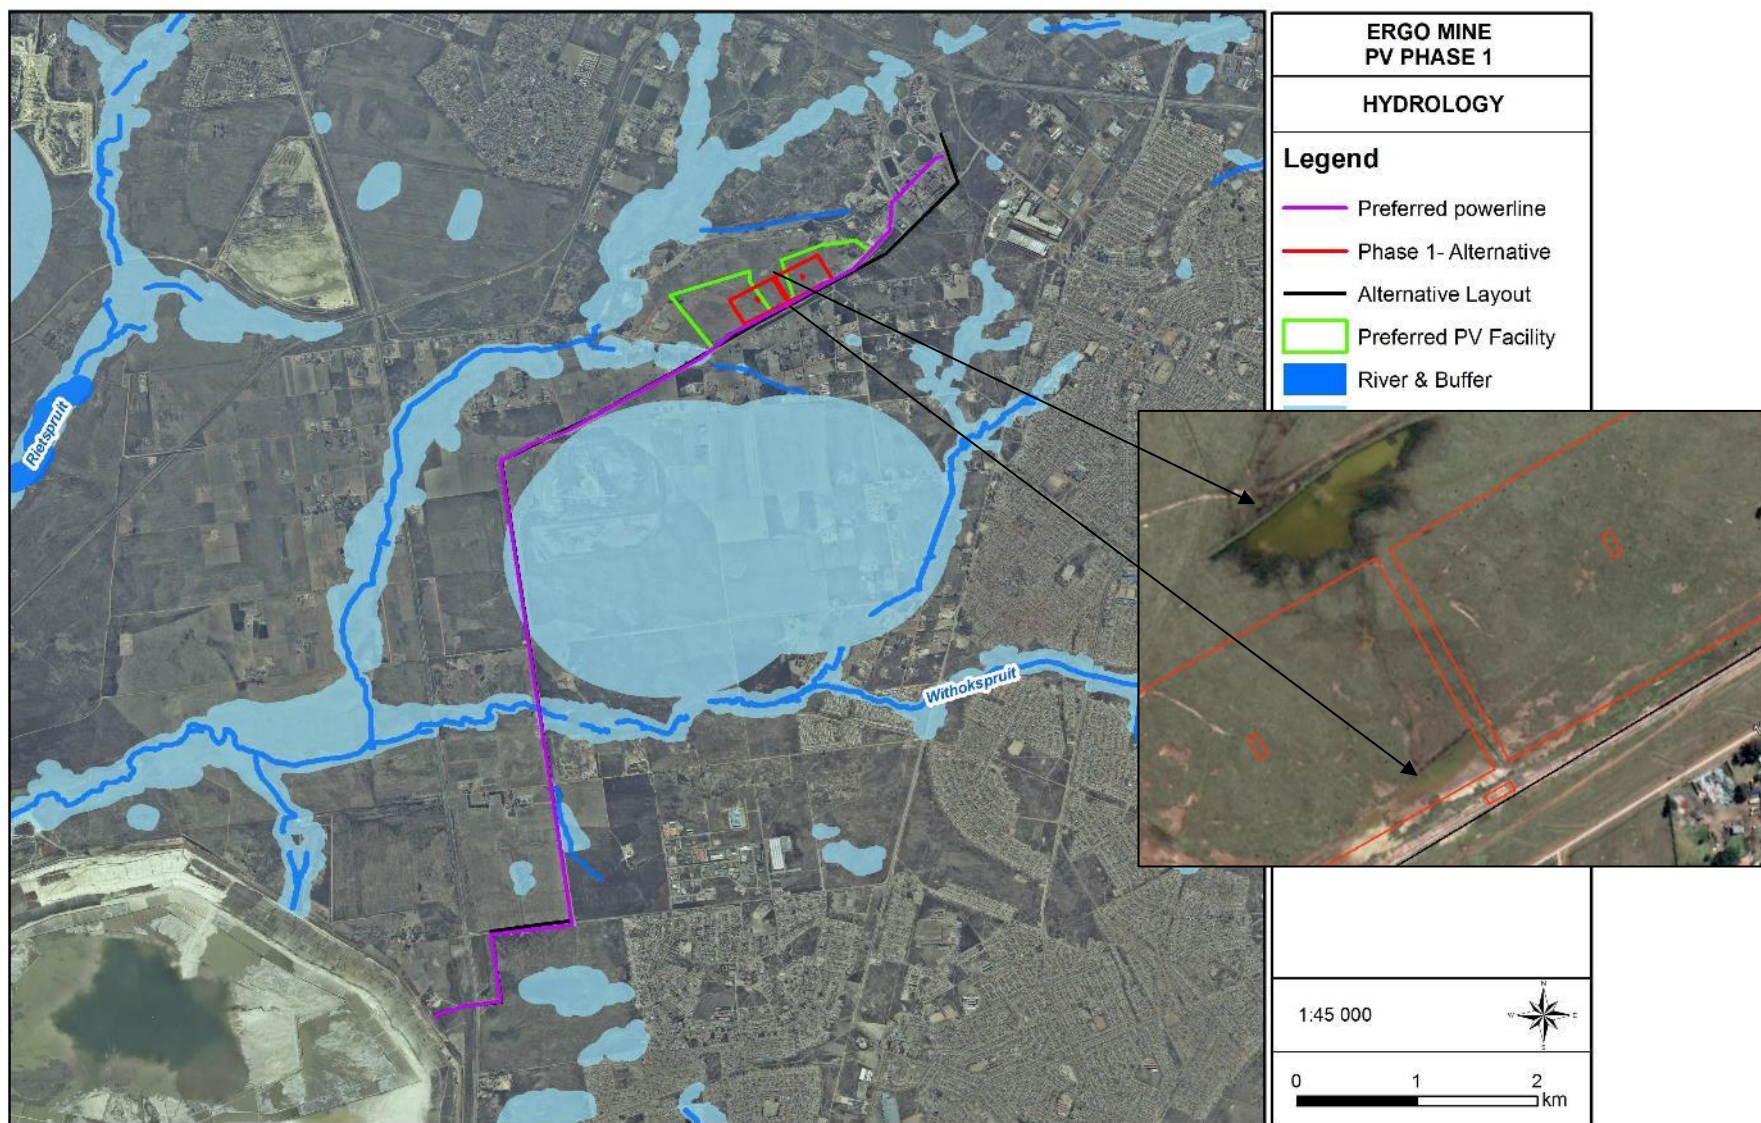 ERGO MINE
PV PHASE 1
HYDROLOGY
Legend
Preferred powerline
Phase 1- Alternative
Alternative Layout
Preferred PV Facility
River & Buffer
Rietspruit
Withokspruit
1:45 000
N
W E
S
0 1 2
km